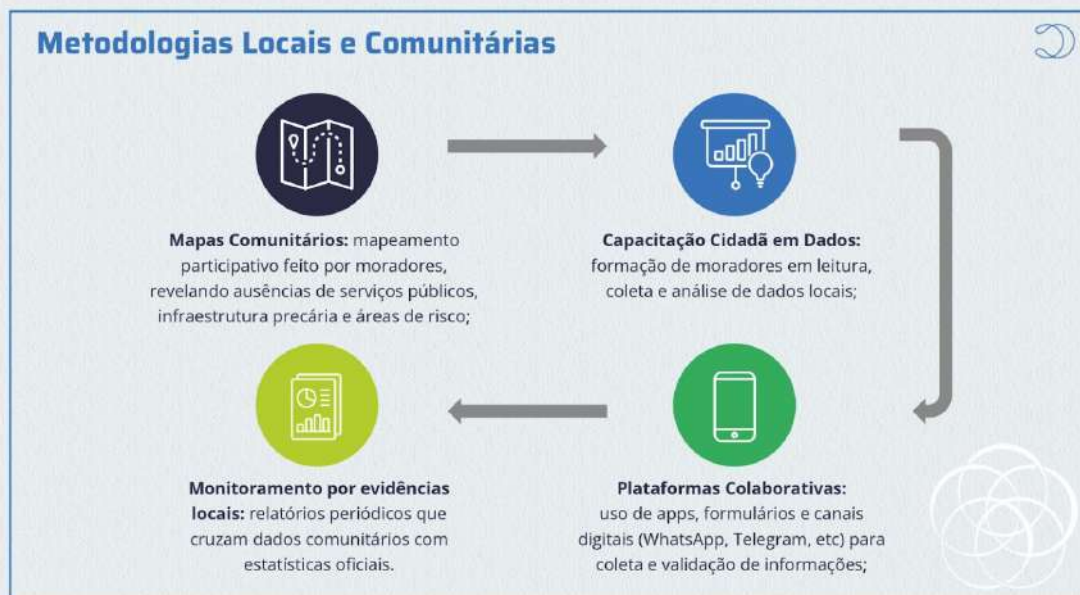 Metodologias Locais e Comunitárias
Mapas Comunitários: mapeamento
participativo feito por moradores,
revelando ausências de serviços públicos,
infraestrutura precária e áreas de risco;
Capacitação Cidadã em Dados:
formação de moradores em leitura,
coleta e análise de dados locais;
Plataformas Colaborativas:
uso de apps, formulários e canais
digitais (WhatsApp, Telegram, etc) para
coleta e validação de informações;
Monitoramento por evidências
locais: relatórios periódicos que
cruzam dados comunitários com
estatísticas oficiais.